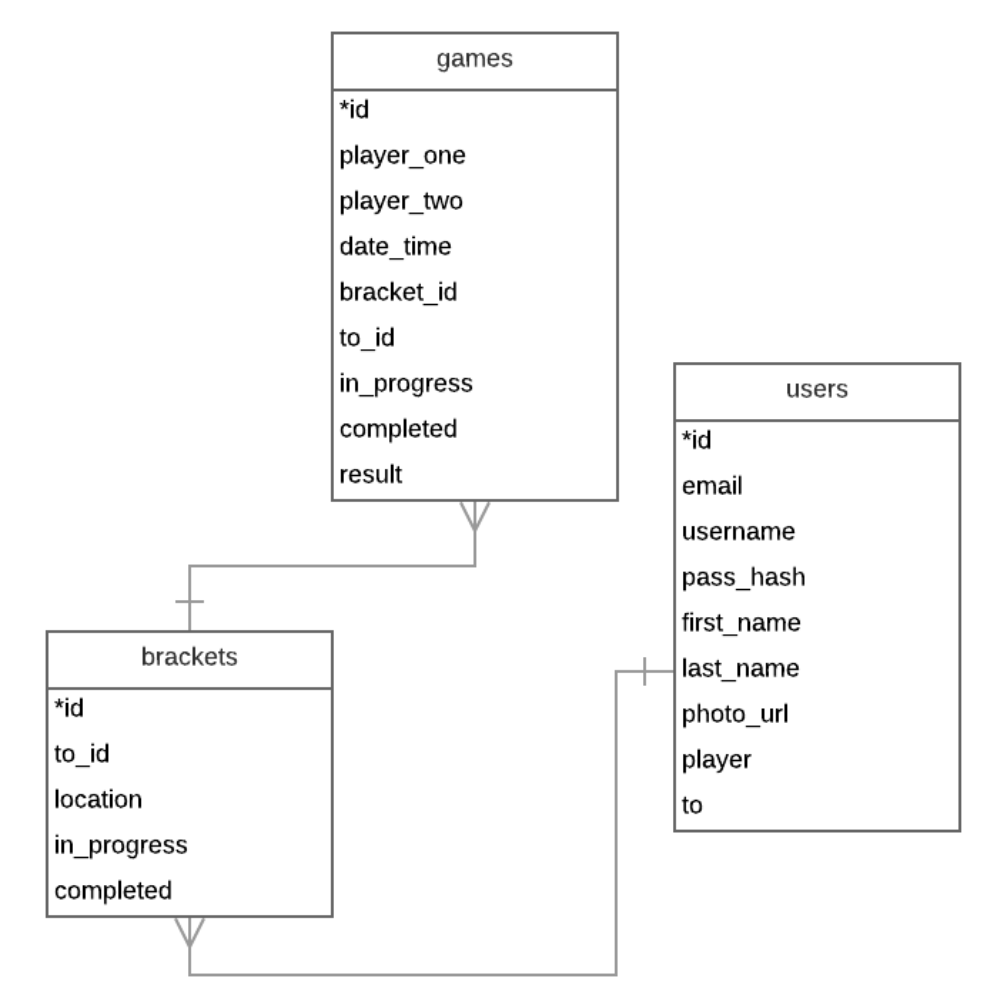 games
*id
player_one
player_two
date_time
bracket_id
to_id
in_progress
completed
result
users
*id
email
username
pass_hash
first_name
last_name
photo_url
player
to
brackets
*id
to_id
location
in_progress
completed